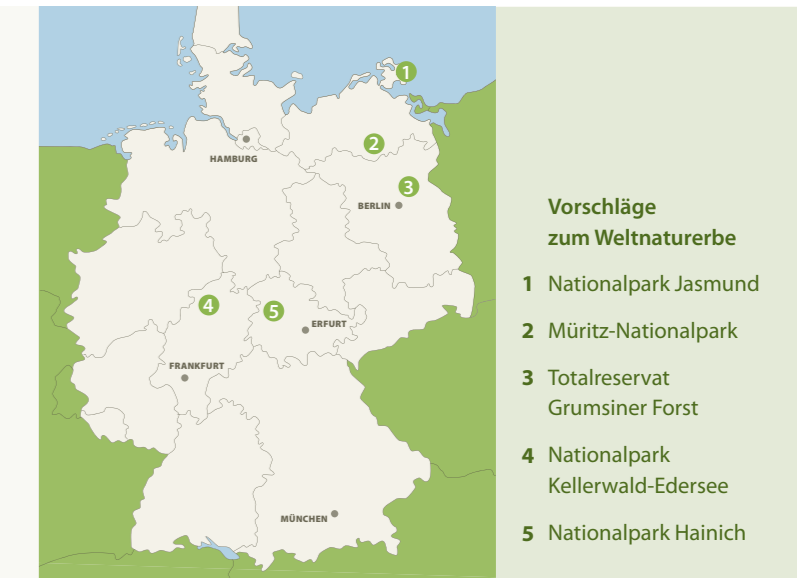 1
2
HAMBURG
3
BERLIN
4
5
ERFURT
FRANKFURT
MÜNCHEN
Vorschläge
zum Weltnaturerbe
1 Nationalpark Jasmund
2 Müritz-Nationalpark
3 Totalreservat
Grumsiner Forst
4 Nationalpark
Kellerwald-Edersee
5 Nationalpark Hainich